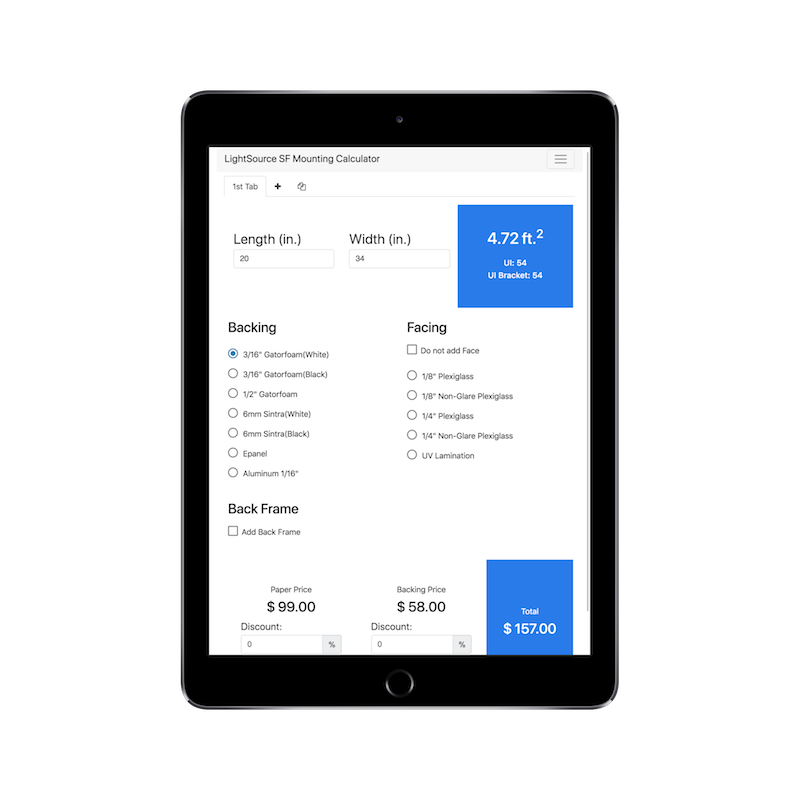 LightSource SF Mounting Calculator
1st Tab +
Length (in.) Width (in.)
20 34
4.72 ft.2
UI: 54
UI Bracket: 54
Backing
3/16" Gatorfoam(White)
3/16" Gatorfoam(Black)
1/2" Gatorfoam
6mm Sintra(White)
6mm Sintra(Black)
Epanel
Aluminum 1/16"
Facing
Do not add Face
1/8" Plexiglass
1/8" Non-Glare Plexiglass
1/4" Plexiglass
1/4" Non-Glare Plexiglass
UV Lamination
Back Frame
Add Back Frame
Paper Price
$ 99.00
Discount:
0 %
Backing Price
$ 58.00
Discount:
0 %
Total
$ 157.00